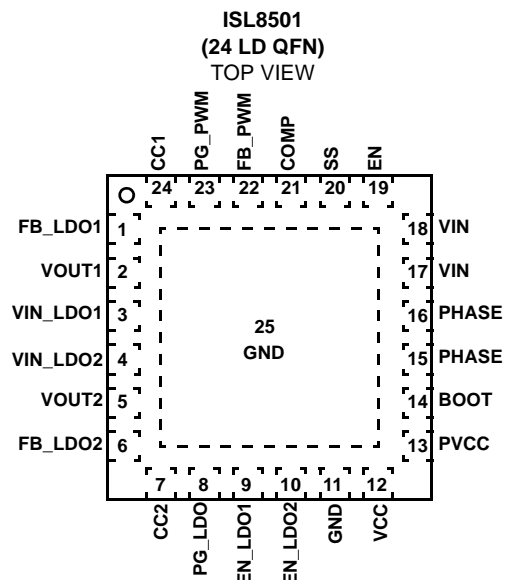 ISL8501
(24 LD QFN)
TOP VIEW
CC1
PG_PWM
FB_PWM
COMP
SS
EN
24 23 22 21 20 19
FB_LDO1 1
VOUT1 2
VIN_LDO1 3
VIN_LDO2 4
VOUT2 5
FB_LDO2 6
25
GND
18 VIN
17 VIN
16 PHASE
15 PHASE
14 BOOT
13 PVCC
7 8 9 10 11 12
CC2
PG_LDO
EN_LDO1
EN_LDO2
GND
VCC